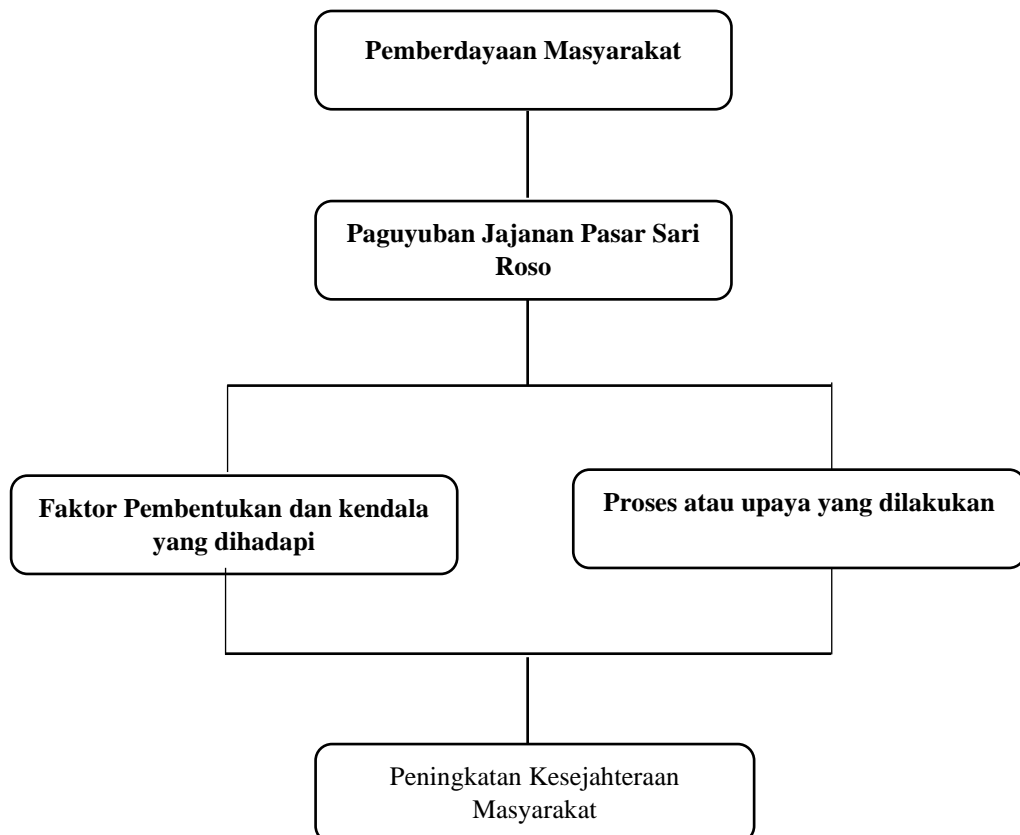 Pemberdayaan Masyarakat
Paguyuban Jajanan Pasar Sari
Roso
Faktor Pembentukan dan kendala
yang dihadapi
Proses atau upaya yang dilakukan
Peningkatan Kesejahteraan
Masyarakat